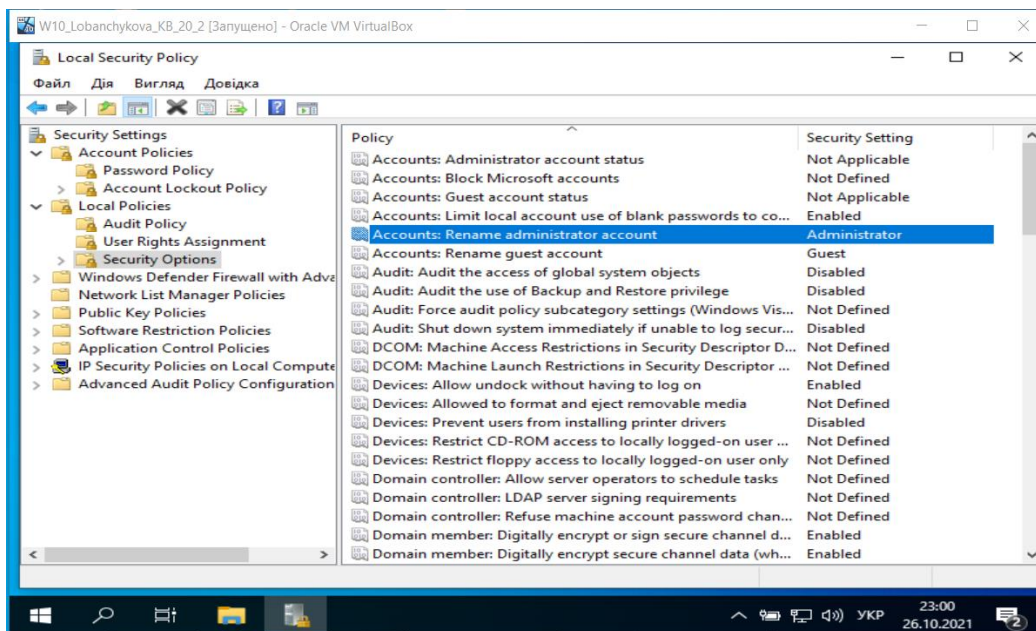 W10_Lobanchykova_KB_20_2 [Запущено] - Oracle VM VirtualBox
Local Security Policy
Файл Дія Вигляд Довідка
Security Settings
Account Policies
Password Policy
Account Lockout Policy
Local Policies
Audit Policy
User Rights Assignment
Security Options
Windows Defender Firewall with Adva
Network List Manager Policies
Public Key Policies
Software Restriction Policies
Application Control Policies
IP Security Policies on Local Compute
Advanced Audit Policy Configuration
Policy Security Setting
Accounts: Administrator account status Not Applicable
Accounts: Block Microsoft accounts Not Defined
Accounts: Guest account status Not Applicable
Accounts: Limit local account use of blank passwords to co... Enabled
Accounts: Rename administrator account Administrator
Accounts: Rename guest account Guest
Audit: Audit the access of global system objects Disabled
Audit: Audit the use of Backup and Restore privilege Disabled
Audit: Force audit policy subcategory settings (Windows Vis... Not Defined
Audit: Shut down system immediately if unable to log secur... Disabled
DCOM: Machine Access Restrictions in Security Descriptor D... Not Defined
DCOM: Machine Launch Restrictions in Security Descriptor ... Not Defined
Devices: Allow undock without having to log on Enabled
Devices: Allowed to format and eject removable media Not Defined
Devices: Prevent users from installing printer drivers Disabled
Devices: Restrict CD-ROM access to locally logged-on user ... Not Defined
Devices: Restrict floppy access to locally logged-on user only Not Defined
Domain controller: Allow server operators to schedule tasks Not Defined
Domain controller: LDAP server signing requirements Not Defined
Domain controller: Refuse machine account password chan... Not Defined
Domain member: Digitally encrypt or sign secure channel d... Enabled
Domain member: Digitally encrypt secure channel data (wh... Enabled
УКР 23:00
26.10.2021
2